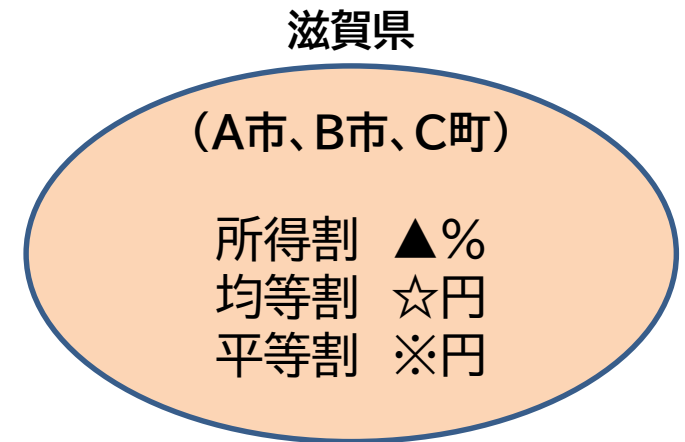 滋賀県
（A市、B市、C町）
所得割　▲％
均等割　☆円
平等割　※円